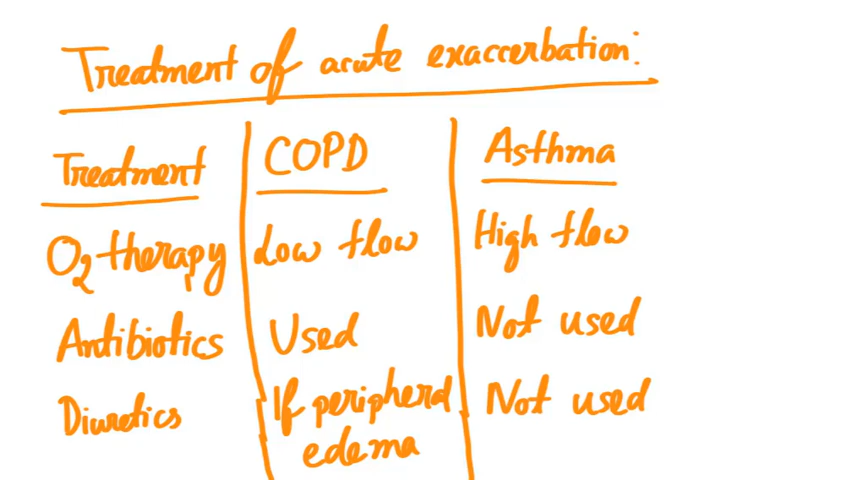 Treatment of acute exaccerbation:
Treatment COPD Asthma
O2 therapy Low flow High flow
Antibiotics Used Not used
Diuretics If peripheral Not used
edema